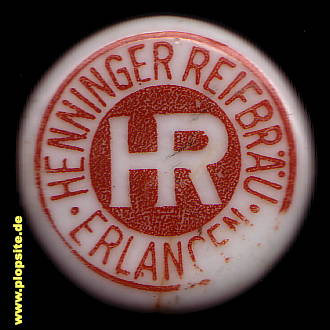 · HENNINGER REIFBRÄU ·
ERLANGEN
HR
www.plopsite.de